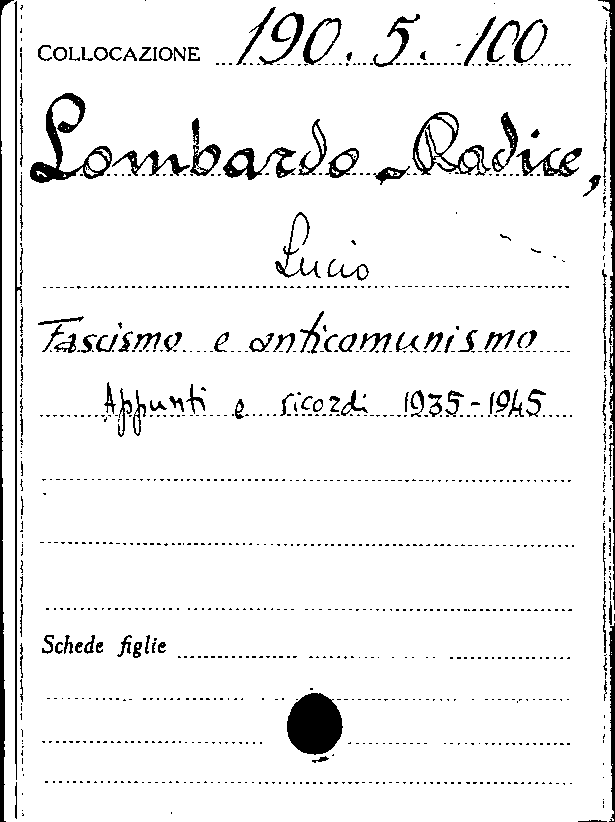 COLLOCAZIONE 190.5.100
Lombardo Radice,
Lucio
Fascismo e anticomunismo
Appunti e ricordi 1935-1945
Schede figlie